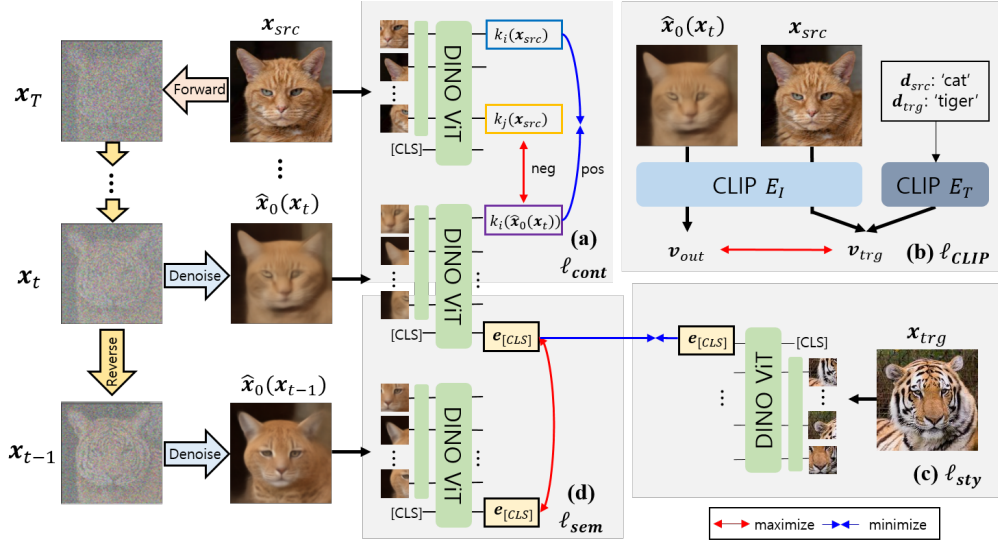 x_T
Forward
x_src
x̂_0(x_t)
x_t
Denoise
Reverse
x̂_0(x_{t-1})
x_{t-1}
Denoise
DINO ViT
k_i(x_src)
k_j(x_src)
[CLS]
neg
pos
k_i(x̂_0(x_t))
DINO ViT
(a)
ℓ_cont
[CLS]
e_[CLS]
DINO ViT
[CLS]
e_[CLS]
(d)
ℓ_sem
x̂_0(x_t)
x_src
d_src: 'cat'
d_trg: 'tiger'
CLIP E_I
CLIP E_T
v_out
v_trg
(b) ℓ_CLIP
e_[CLS]
DINO ViT
[CLS]
x_trg
(c) ℓ_sty
maximize
minimize